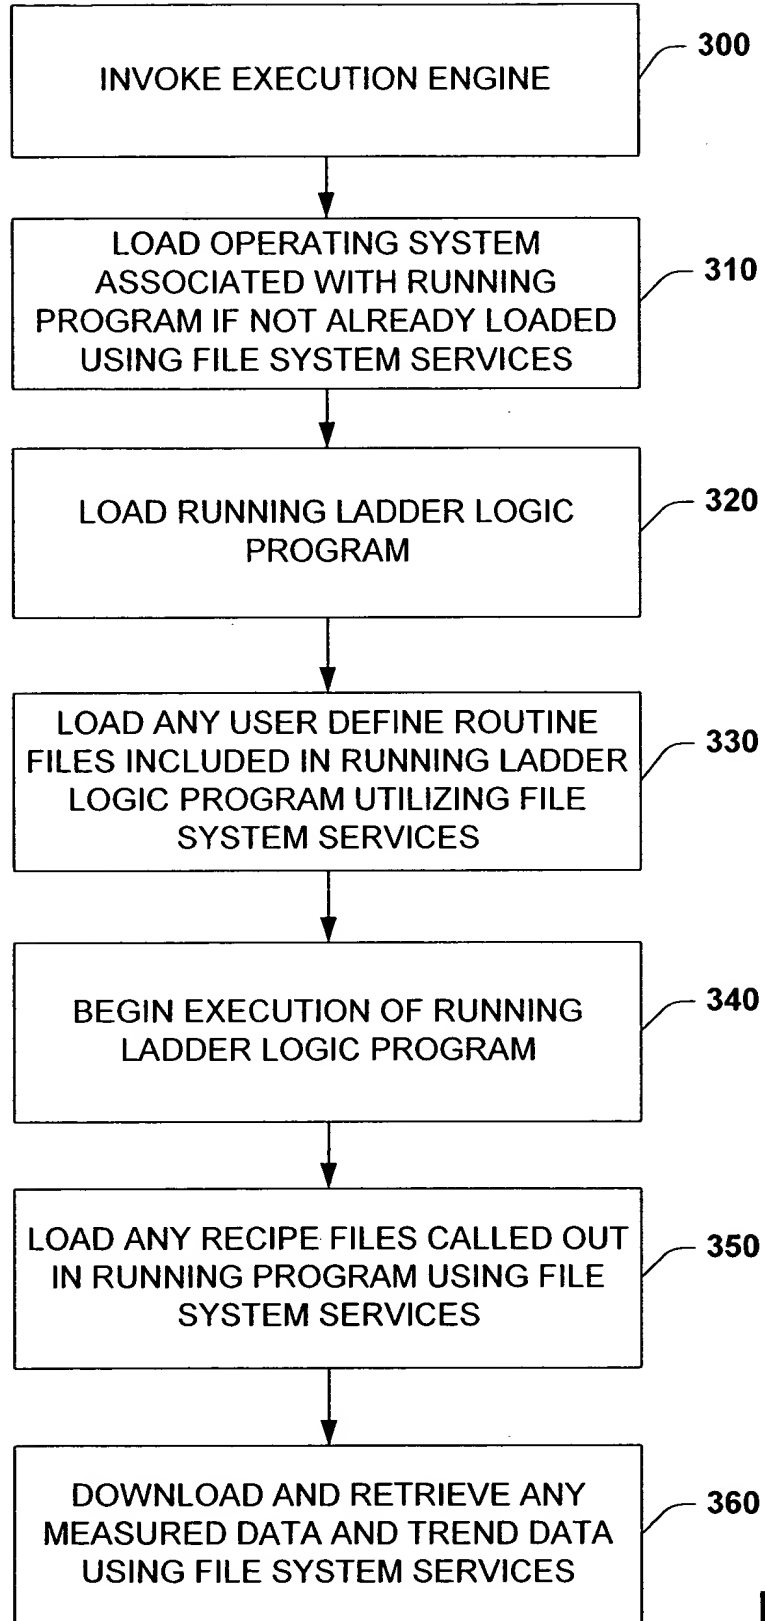 INVOKE EXECUTION ENGINE
300
LOAD OPERATING SYSTEM
ASSOCIATED WITH RUNNING
PROGRAM IF NOT ALREADY LOADED
USING FILE SYSTEM SERVICES
310
LOAD RUNNING LADDER LOGIC
PROGRAM
320
LOAD ANY USER DEFINE ROUTINE
FILES INCLUDED IN RUNNING LADDER
LOGIC PROGRAM UTILIZING FILE
SYSTEM SERVICES
330
BEGIN EXECUTION OF RUNNING
LADDER LOGIC PROGRAM
340
LOAD ANY RECIPE FILES CALLED OUT
IN RUNNING PROGRAM USING FILE
SYSTEM SERVICES
350
DOWNLOAD AND RETRIEVE ANY
MEASURED DATA AND TREND DATA
USING FILE SYSTEM SERVICES
360